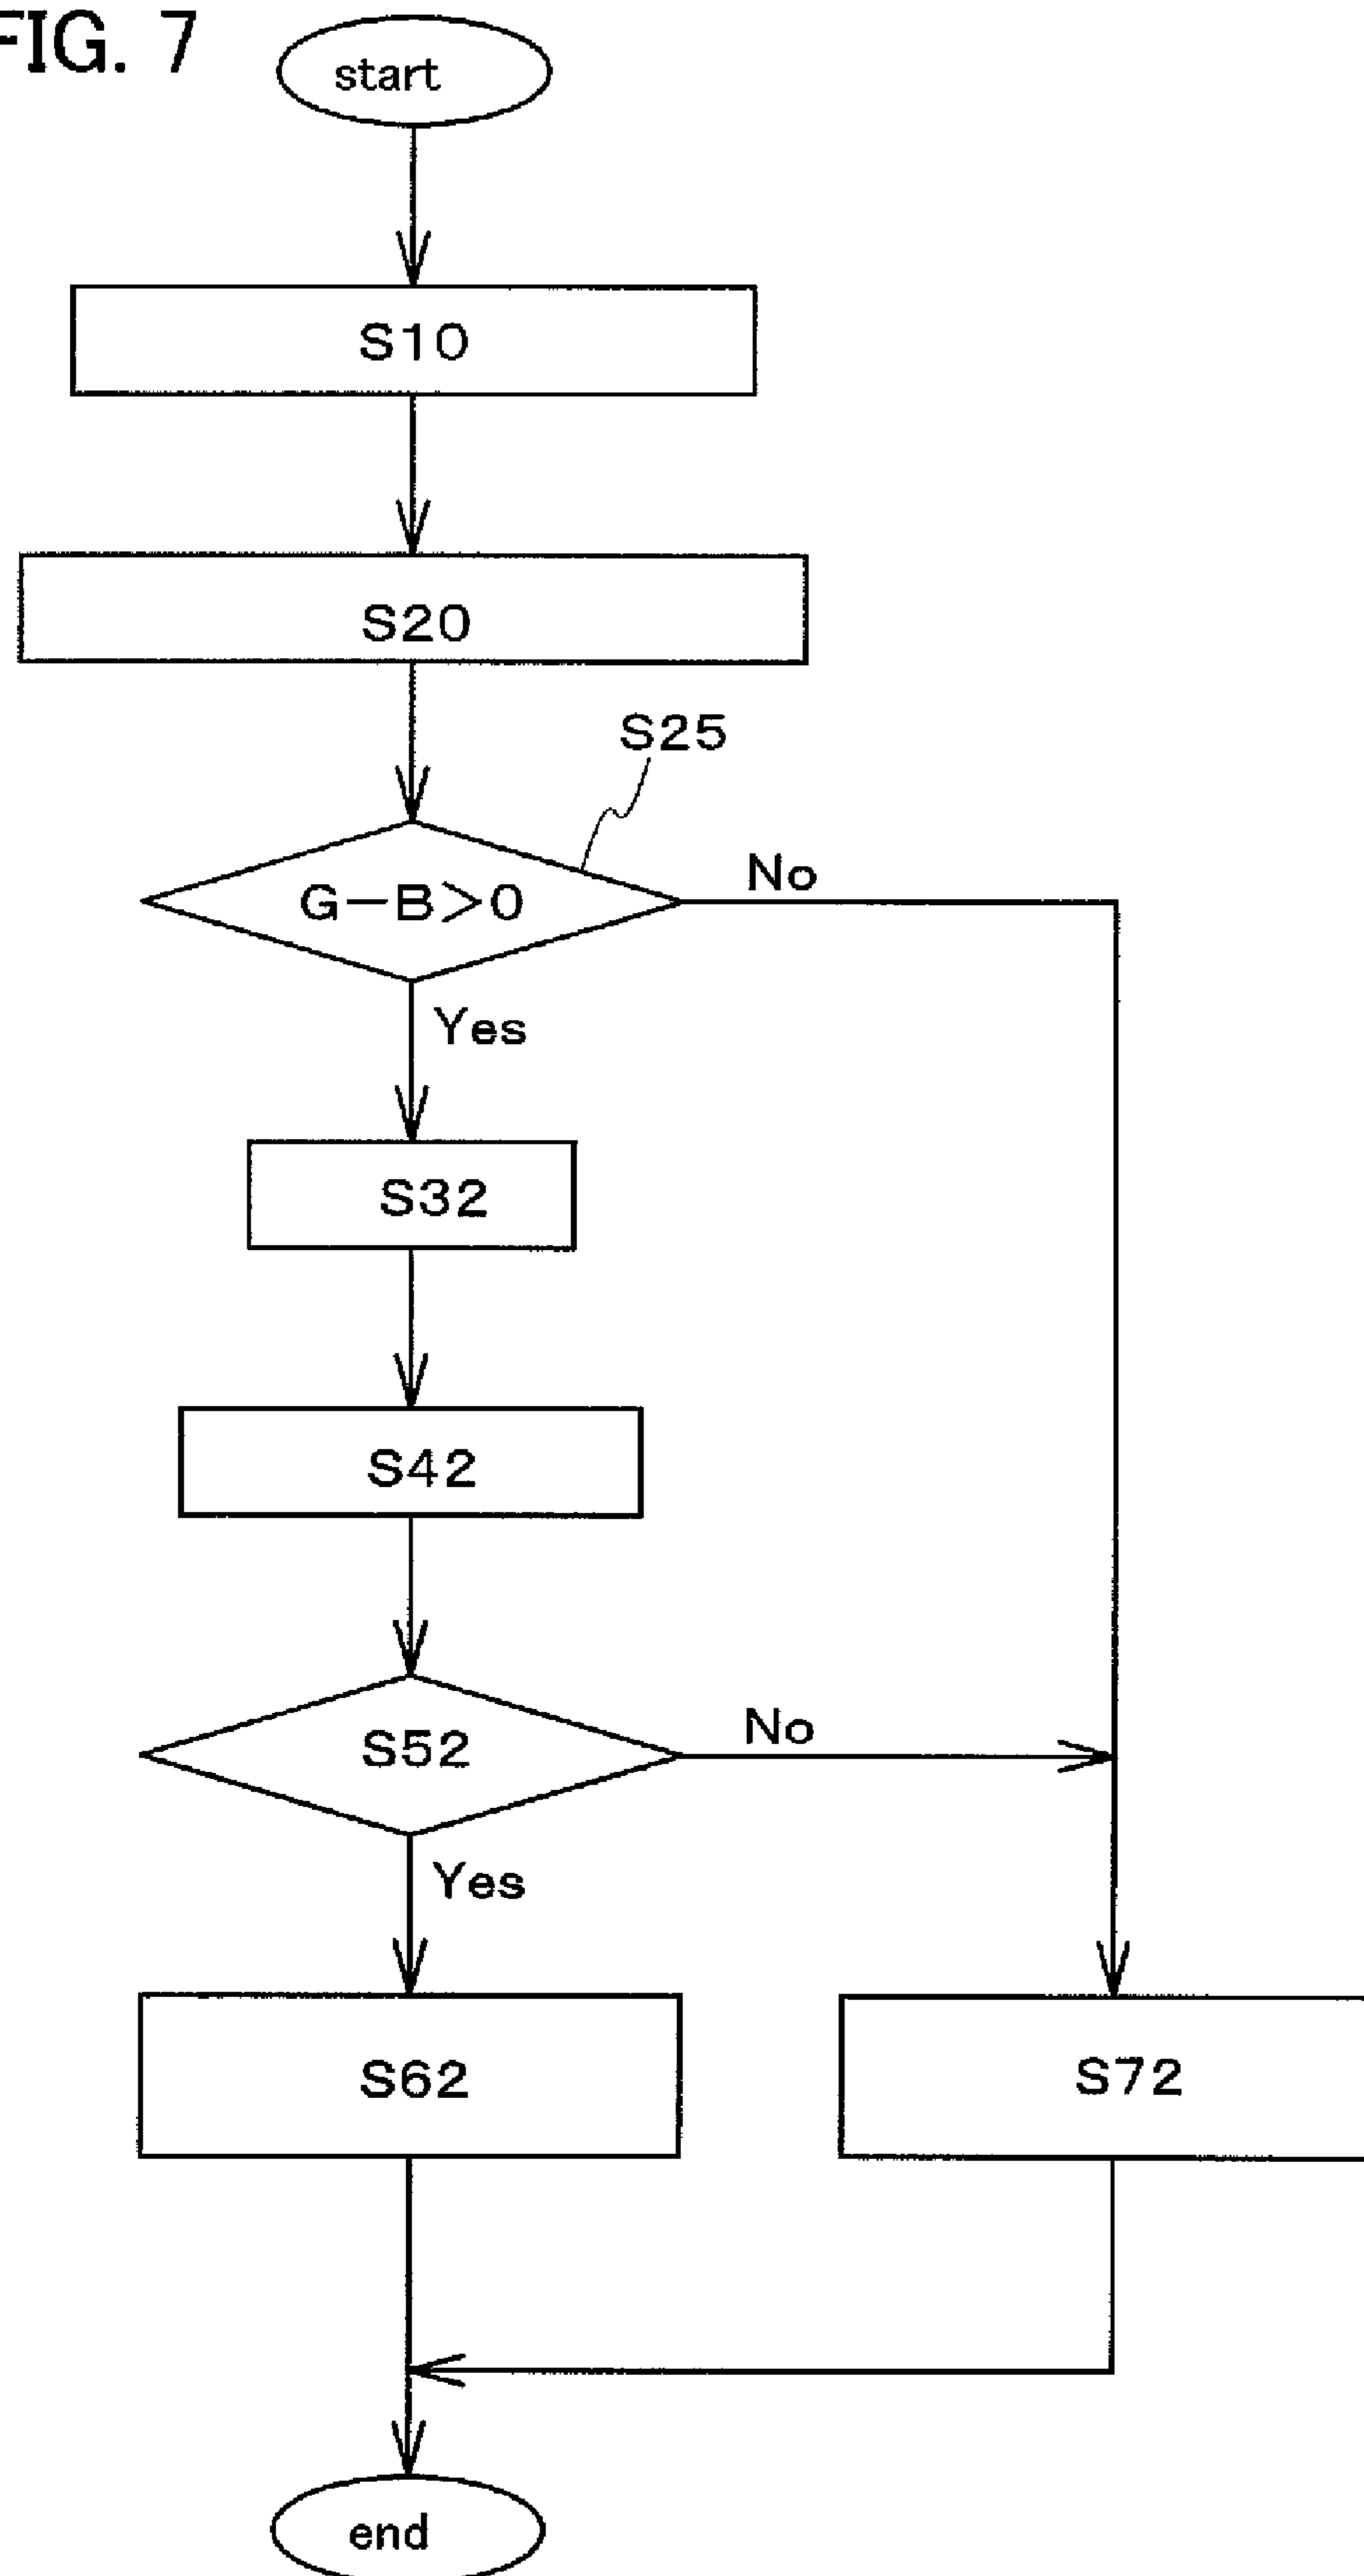 FIG. 7
start
S10
S20
S25
G-B>0
No
Yes
S32
S42
S52
No
Yes
S62
S72
end